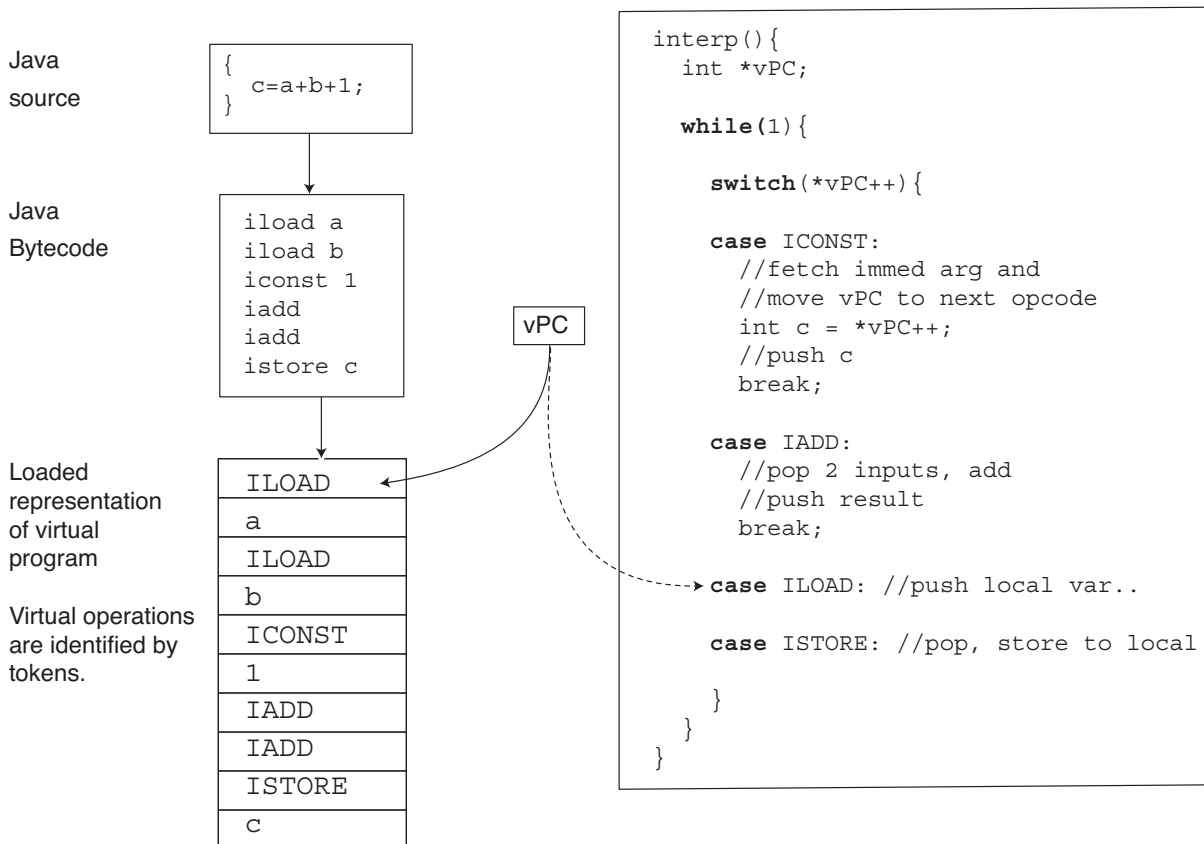 Java
source
{
c=a+b+1;
}
Java
Bytecode
iload a
iload b
iconst 1
iadd
iadd
istore c
vPC
Loaded
representation
of virtual
program
Virtual operations
are identified by
tokens.
ILOAD
a
ILOAD
b
ICONST
1
IADD
IADD
ISTORE
c
interp(){
int *vPC;
while(1){
switch(*vPC++){
case ICONST:
//fetch immed arg and
//move vPC to next opcode
int c = *vPC++;
//push c
break;
case IADD:
//pop 2 inputs, add
//push result
break;
case ILOAD: //push local var..
case ISTORE: //pop, store to local
}
}
}